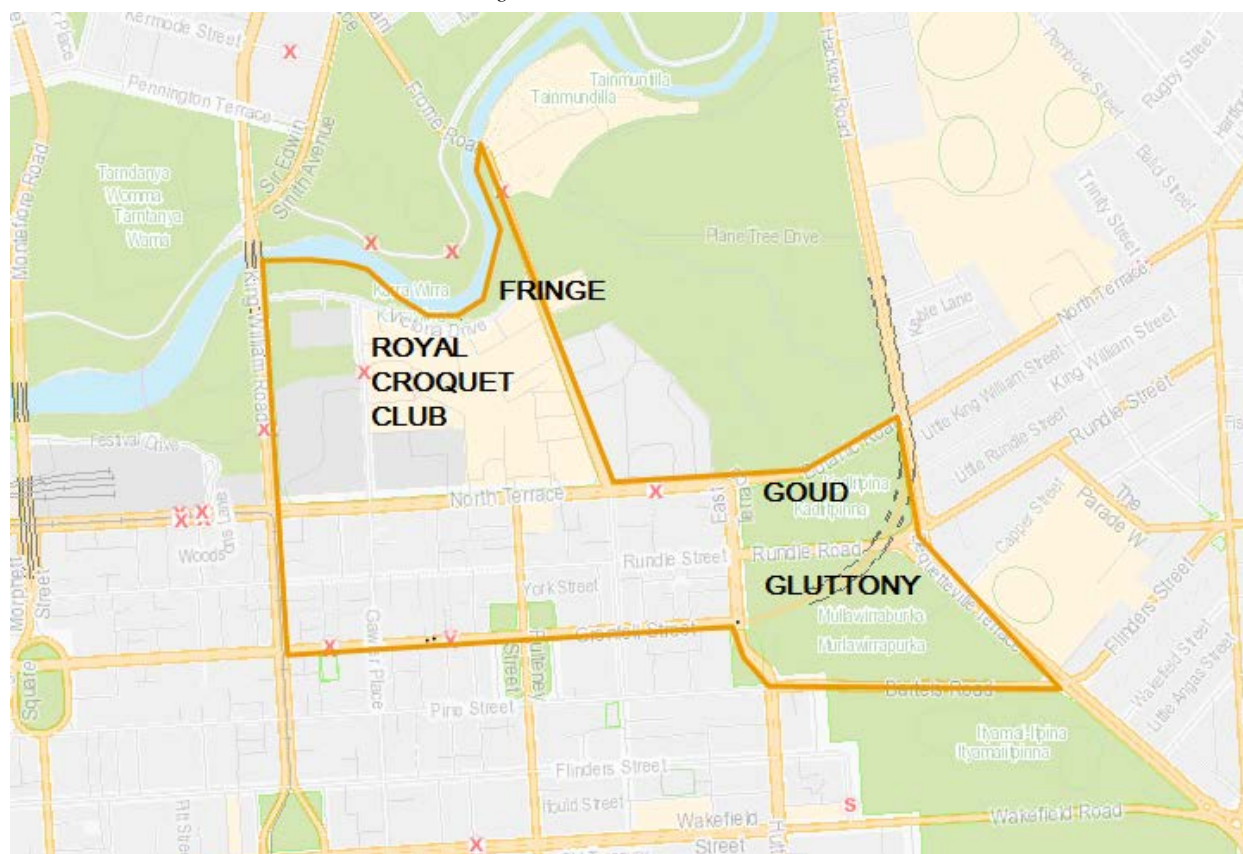 Kermode Street
Pennington Terrace
Montefiore Road
Sir Edwin
Smith Avenue
Frome Road
Tainmuntilla
Tainmundilla
Hackney Road
Pembroke Street
Rugby Street
Baliol Street
Trinity Street
Tarndanya
Womma
Tarntanya
Wama
Plane Tree Drive
Karra Wirra
Victoria Drive
King William Road
FRINGE
ROYAL
CROQUET
CLUB
North Terrace
King William Street
Little King William Street
Little Rundle Street
Rundle Street
Festival Drive
North Terrace
East
Terrace
GOUD
Kadlitpina
Kadlitpinna
The
Parade W
Capper Street
Woods
Rundle Street
Rundle Road
York Street
GLUTTONY
Mullawirraburka
Murlawirrapurka
Dequetteville Terrace
Flinders Street
Morphett
Street
Gawler Place
Grenfell Street
Pulteney
Street
Bartels Road
Wakefield Street
Little Angas Street
Square
Pirie Street
Ityamai-Itpina
Ityamaiitpinna
Flinders Street
Wakefield
Street
Wakefield Road
X
X
X
X
X
X
X
X
X
S
X